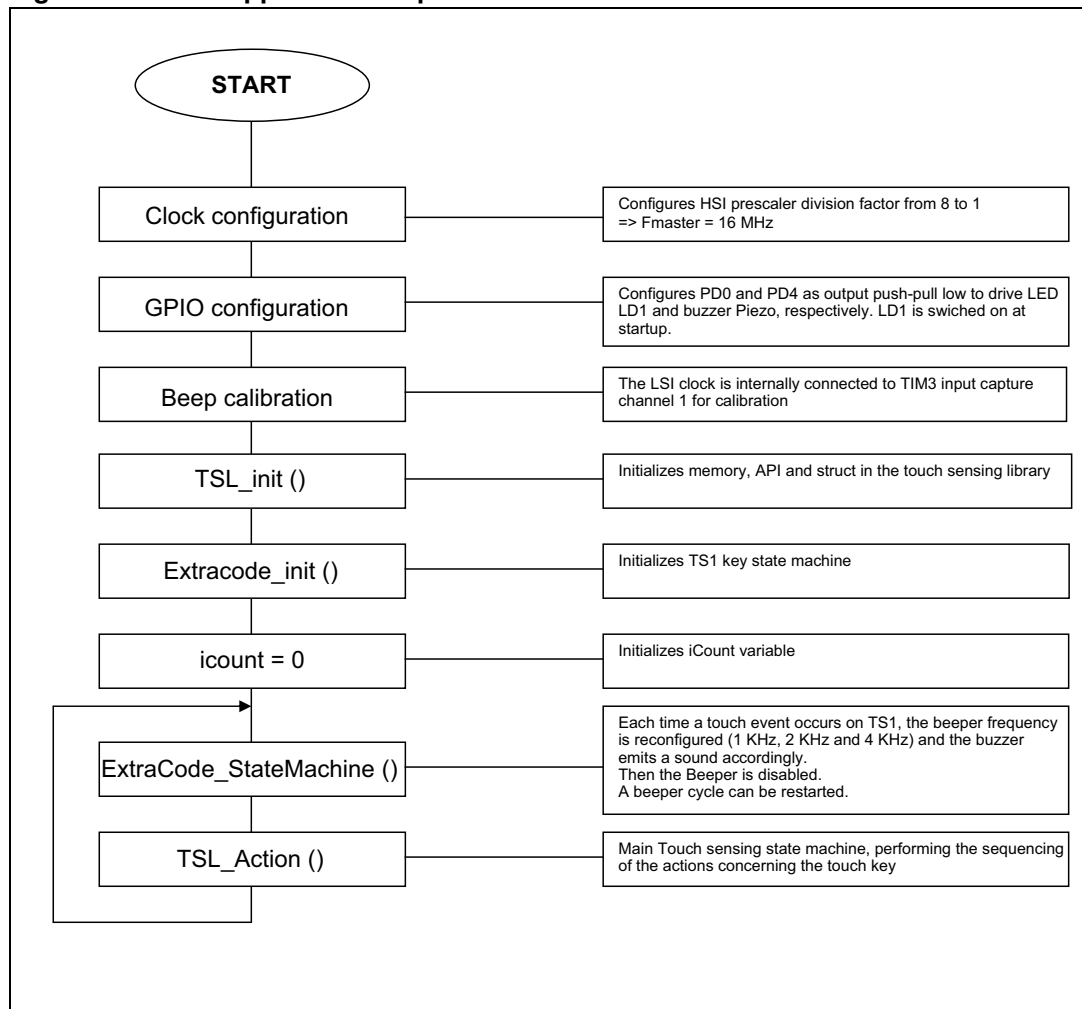 START
Clock configuration
Configures HSI prescaler division factor from 8 to 1
=> Fmaster = 16 MHz
GPIO configuration
Configures PD0 and PD4 as output push-pull low to drive LED
LD1 and buzzer Piezo, respectively. LD1 is swiched on at
startup.
Beep calibration
The LSI clock is internally connected to TIM3 input capture
channel 1 for calibration
TSL_init ()
Initializes memory, API and struct in the touch sensing library
Extracode_init ()
Initializes TS1 key state machine
icount = 0
Initializes iCount variable
ExtraCode_StateMachine ()
Each time a touch event occurs on TS1, the beeper frequency
is reconfigured (1 KHz, 2 KHz and 4 KHz) and the buzzer
emits a sound accordingly.
Then the Beeper is disabled.
A beeper cycle can be restarted.
TSL_Action ()
Main Touch sensing state machine, performing the sequencing
of the actions concerning the touch key